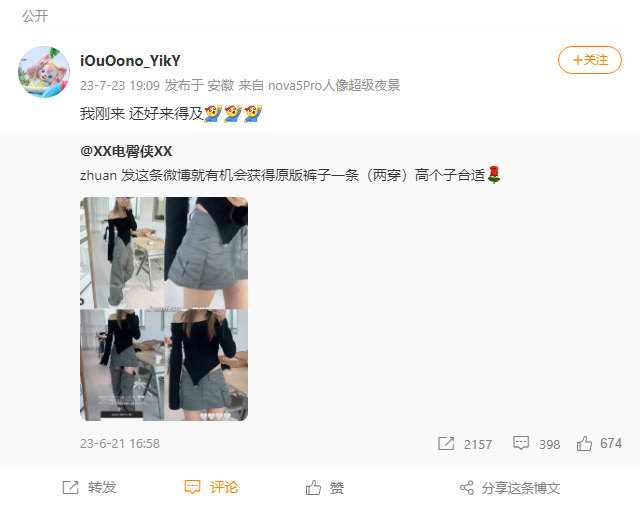 公开
iOuOono_YikY
+关注
23-7-23 19:09 发布于 安徽 来自 nova5Pro人像超级夜景
我刚来 还好来得及
@XX电臀侠XX
zhuan 发这条微博就有机会获得原版裤子一条（两穿）高个子合适
23-6-21 16:58
2157
398
674
转发
评论
赞
分享这条博文